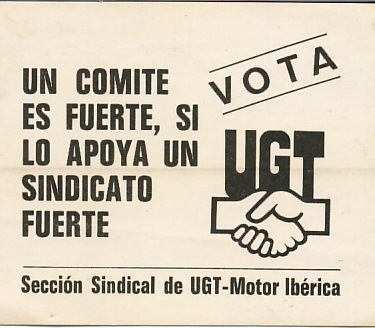 UN COMITE
ES FUERTE, SI
LO APOYA UN
SINDICATO
FUERTE
VOTA
UGT
Sección Sindical de UGT-Motor Ibérica